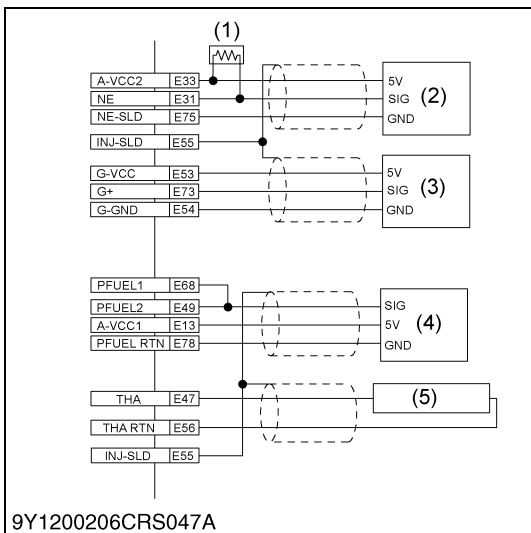 (1)
A-VCC2 E33 5V
NE E31 SIG (2)
NE-SLD E75 GND
INJ-SLD E55
G-VCC E53 5V
G+ E73 SIG (3)
G-GND E54 GND
PFUEL1 E68
PFUEL2 E49 SIG
A-VCC1 E13 5V (4)
PFUEL RTN E78 GND
THA E47 (5)
THA RTN E56
INJ-SLD E55
9Y1200206CRS047A